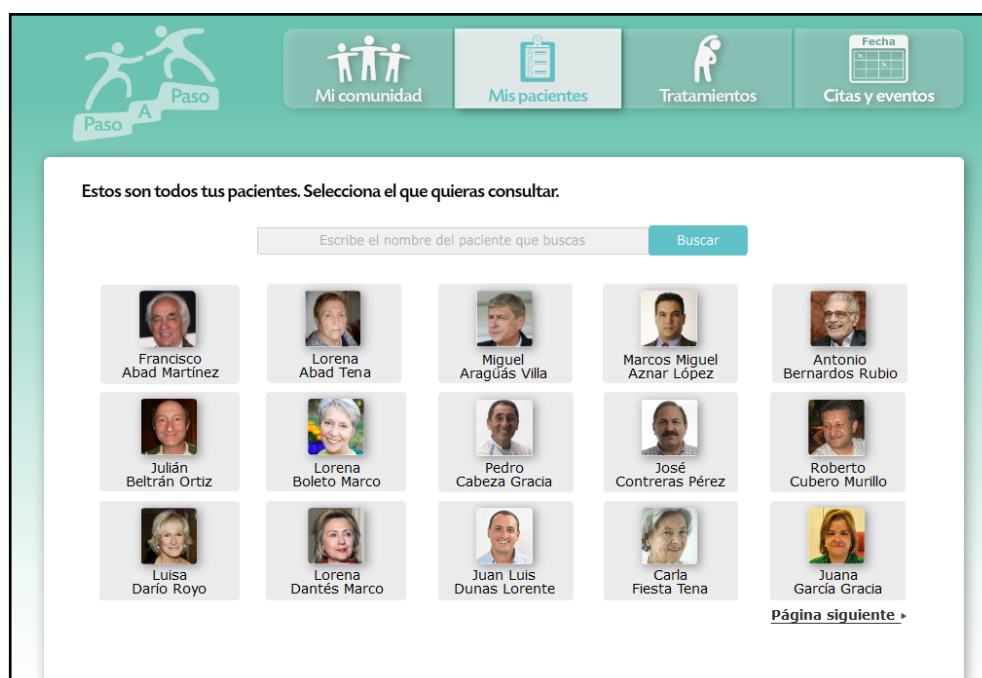 Paso A Paso
Mi comunidad
Mis pacientes
Tratamientos
Fecha
Citas y eventos
Estos son todos tus pacientes. Selecciona el que quieras consultar.
Escribe el nombre del paciente que buscas
Buscar
Francisco
Abad Martínez
Lorena
Abad Tena
Miguel
Aragüás Villa
Marcos Miguel
Aznar López
Antonio
Bernardos Rubio
Julián
Beltrán Ortiz
Lorena
Boleto Marco
Pedro
Cabeza Gracia
José
Contreras Pérez
Roberto
Cubero Murillo
Luisa
Darío Royo
Lorena
Dantés Marco
Juan Luis
Dunas Lorente
Carla
Fiesta Tena
Juana
García Gracia
Página siguiente